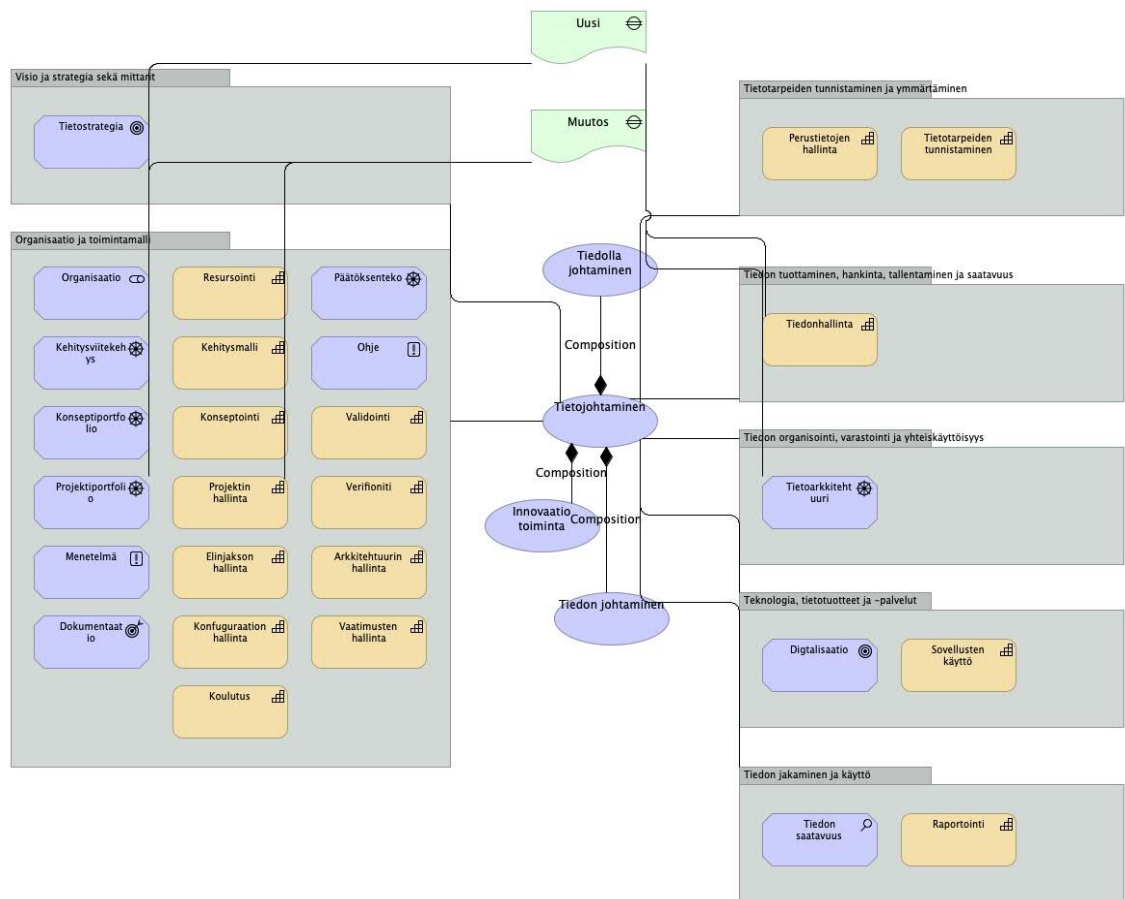 Uusi
Muutos
Visio ja strategia sekä mittarit
Tietostrategia
Organisaatio ja toimintamalli
Organisaatio
Resursointi
Päätöksenteko
Kehitysviitekeh
ys
Kehitysmalli
Ohje
Konseptiportfo
lio
Konseptointi
Validointi
Projektiportfoli
o
Projektin
hallinta
Verifioniti
Menetelmä
Elinjakson
hallinta
Arkkitehtuurin
hallinta
Dokumentaat
io
Konfuguraation
hallinta
Vaatimusten
hallinta
Koulutus
Tiedolla
johtaminen
Composition
Tietojohtaminen
Composition
Innovaatio
toiminta
Composition
Tiedon johtaminen
Tietotarpeiden tunnistaminen ja ymmärtäminen
Perustietojen
hallinta
Tietotarpeiden
tunnistaminen
Tiedon tuottaminen, hankinta, tallentaminen ja saatavuus
Tiedonhallinta
Tiedon organisointi, varastointi ja yhteiskäyttöisyys
Tietoarkkiteht
uuri
Teknologia, tietotuotteet ja -palvelut
Digtalisaatio
Sovellusten
käyttö
Tiedon jakaminen ja käyttö
Tiedon
saatavuus
Raportointi